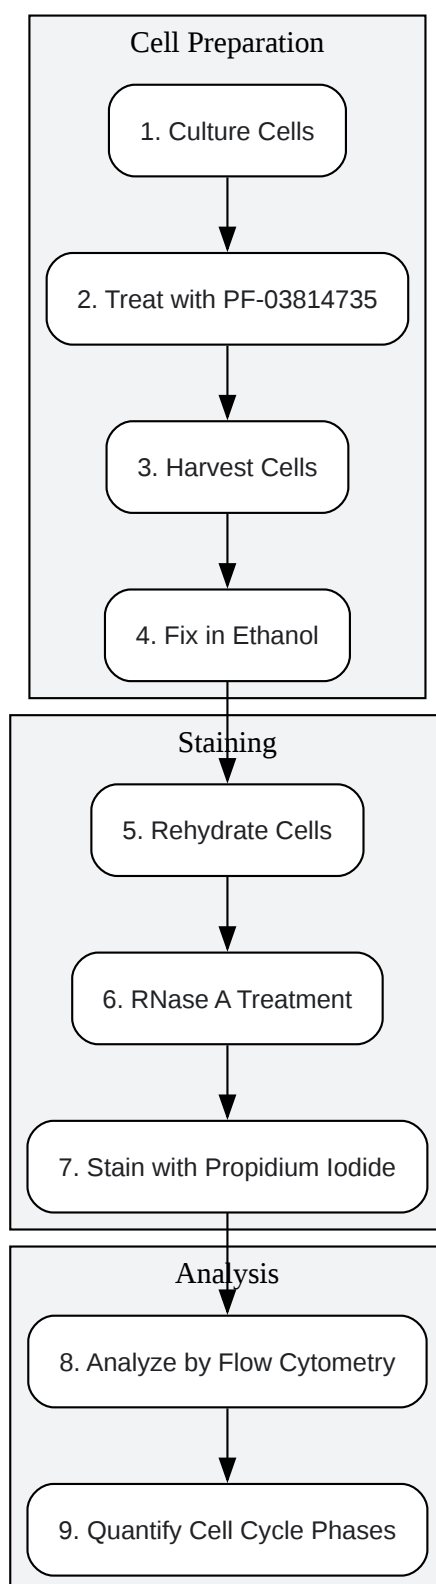 Cell Preparation
1. Culture Cells
2. Treat with PF-03814735
3. Harvest Cells
4. Fix in Ethanol
Staining
5. Rehydrate Cells
6. RNase A Treatment
7. Stain with Propidium Iodide
Analysis
8. Analyze by Flow Cytometry
9. Quantify Cell Cycle Phases